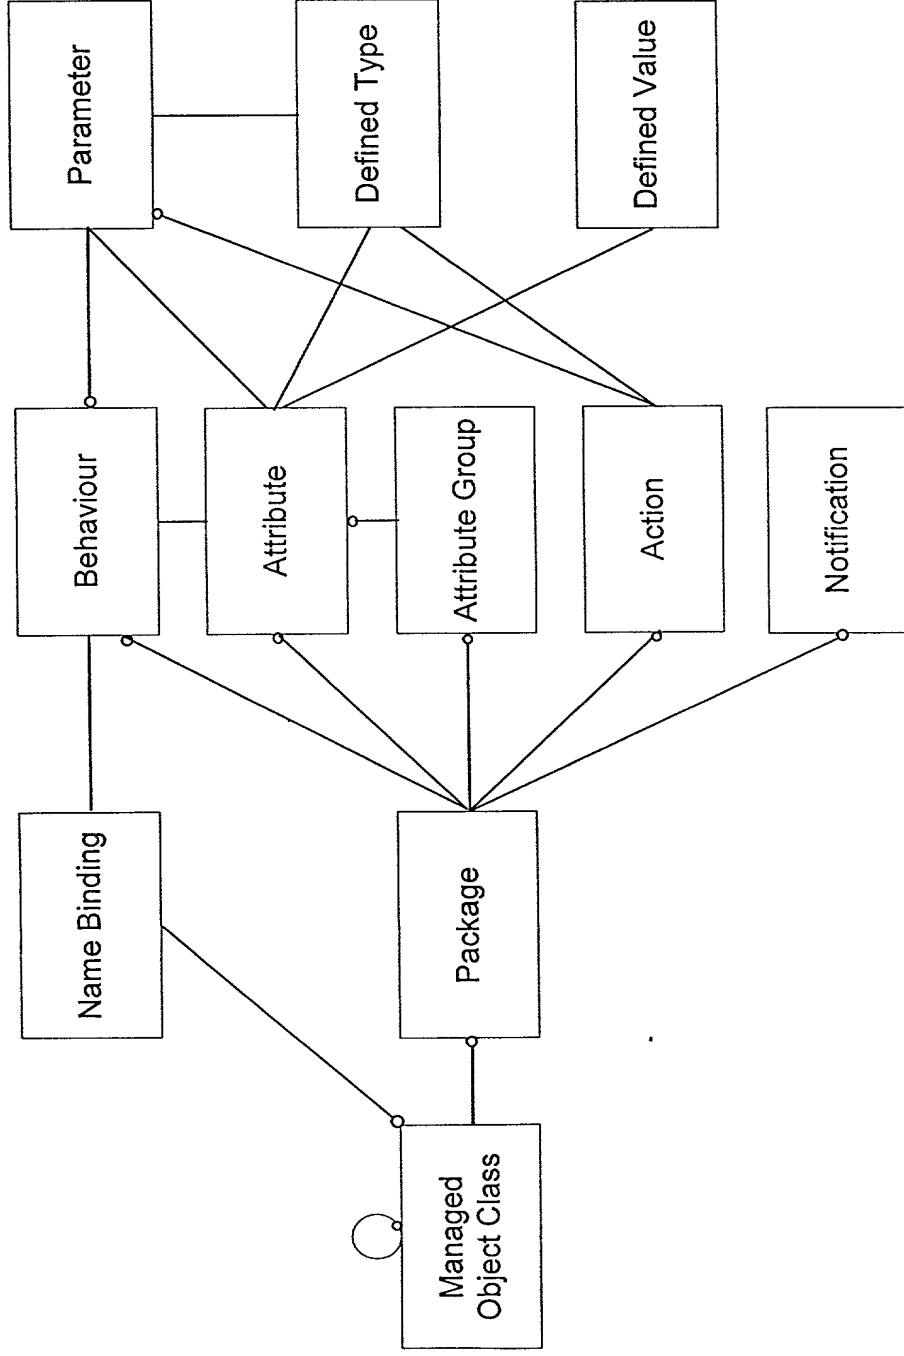 Parameter
Defined Type
Defined Value
Behaviour
Attribute
Attribute Group
Action
Notification
Name Binding
Package
Managed
Object Class